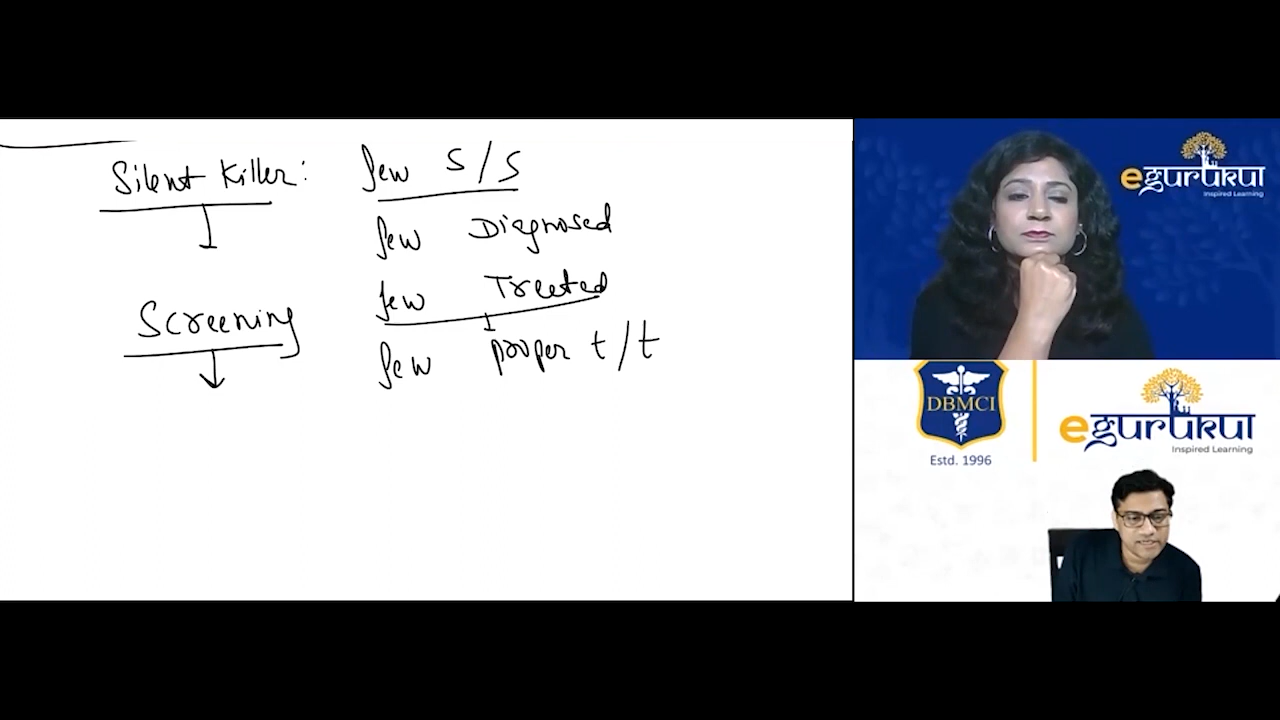 Silent Killer: few S/S
few Diagnosed
few Treated
Screening
few proper t/t
eGURUKUL
Inspired Learning
DBMCI
Estd. 1996
eGURUKUL
Inspired Learning